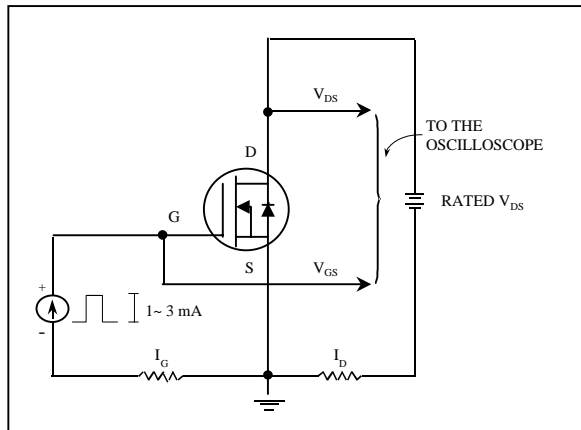 V_DS
TO THE
OSCILLOSCOPE
D
RATED V_DS
G
S
V_GS
+
-
1~ 3 mA
I_G
I_D